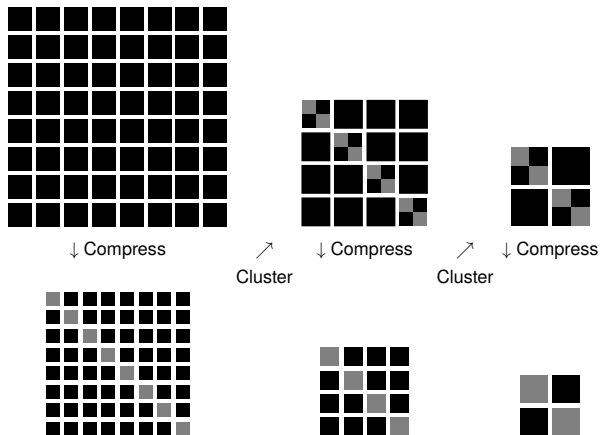 ↓ Compress
↗
Cluster
↓ Compress
↗
Cluster
↓ Compress